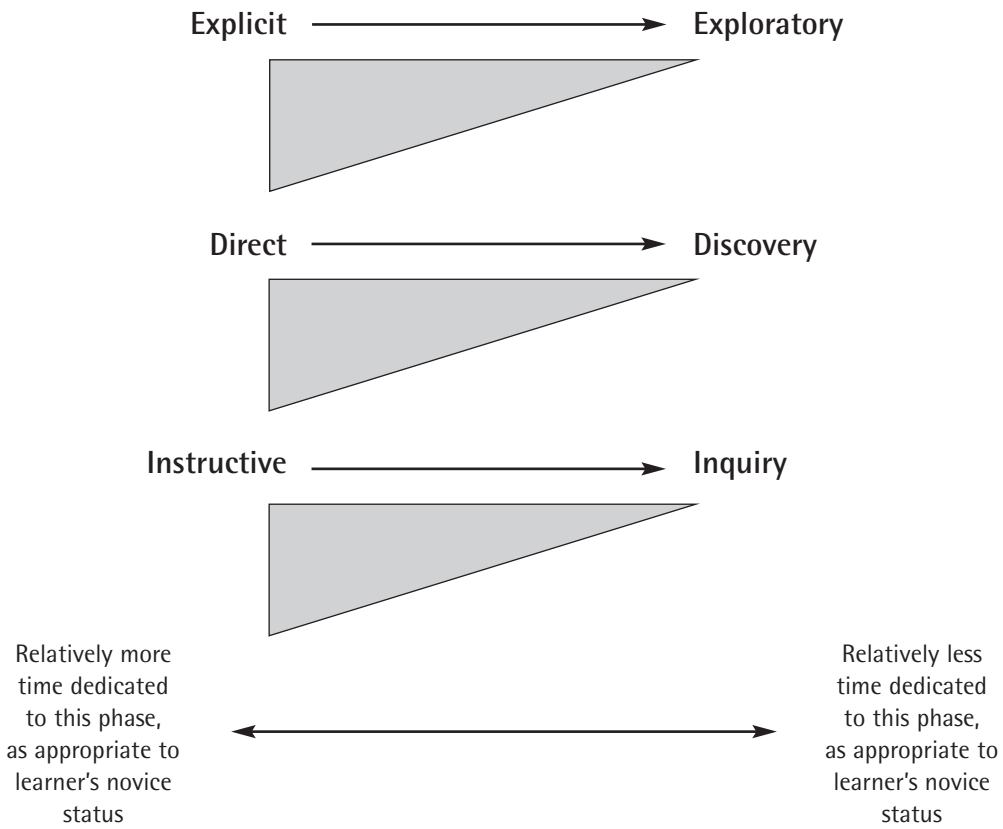 Explicit Exploratory
Direct Discovery
Instructive Inquiry
Relatively more
time dedicated
to this phase,
as appropriate to
learner's novice
status
Relatively less
time dedicated
to this phase,
as appropriate to
learner's novice
status